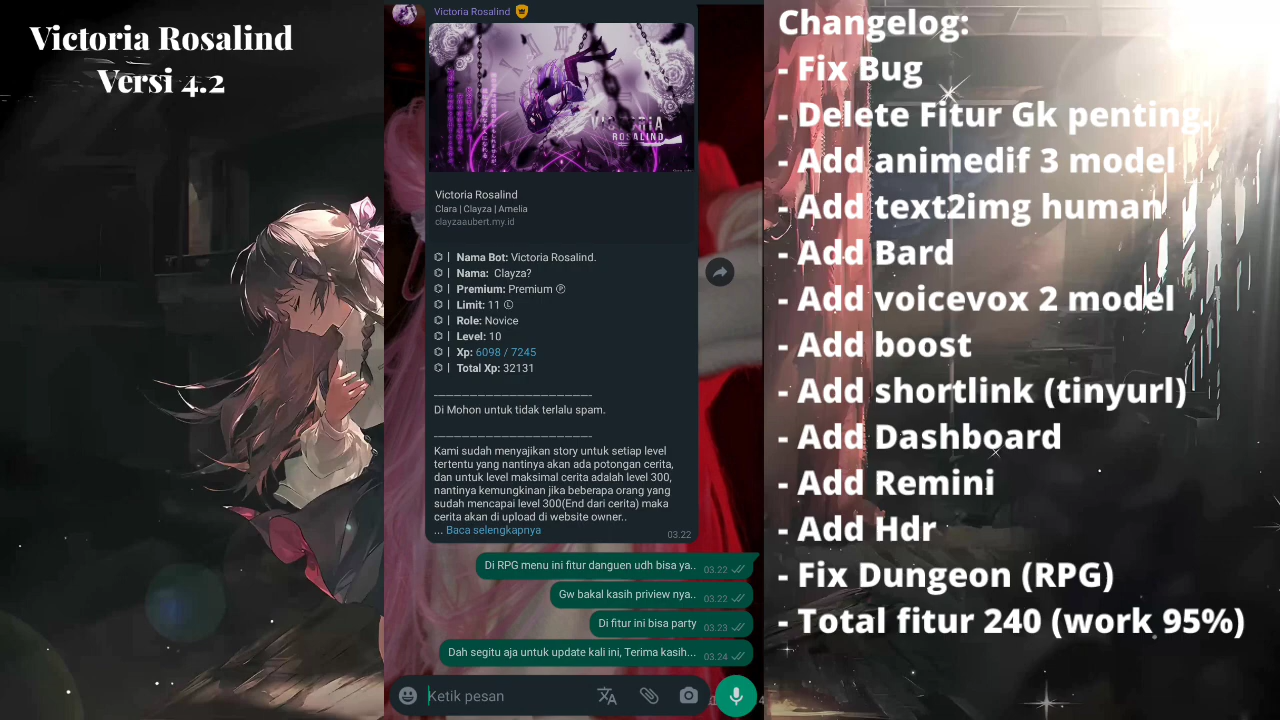 Victoria Rosalind
Versi 4.2
Victoria Rosalind
VICTORIA
ROSALIND
Victoria Rosalind
Clara | Clayza | Amelia
clayzaaubert.my.id
Nama Bot: Victoria Rosalind.
Nama: Clayza?
Premium: Premium Ⓟ
Limit: 11 Ⓛ
Role: Novice
Level: 10
Xp: 6098 / 7245
Total Xp: 32131
Di Mohon untuk tidak terlalu spam.
Kami sudah menyajikan story untuk setiap level
tertentu yang nantinya akan ada potongan cerita,
dan untuk level maksimal cerita adalah level 300,
nantinya kemungkinan jika beberapa orang yang
sudah mencapai level 300(End dari cerita) maka
cerita akan di upload di website owner..
... Baca selengkapnya
03.22
Di RPG menu ini fitur danguen udh bisa ya.. 03.22
Gw bakal kasih priview nya.. 03.22
Di fitur ini bisa party 03.23
Dah segitu aja untuk update kali ini, Terima kasih... 03.24
Ketik pesan
Changelog:
- Fix Bug
- Delete Fitur Gk penting.
- Add animedif 3 model
- Add text2img human
- Add Bard
- Add voicevox 2 model
- Add boost
- Add shortlink (tinyurl)
- Add Dashboard
- Add Remini
- Add Hdr
- Fix Dungeon (RPG)
- Total fitur 240 (work 95%)